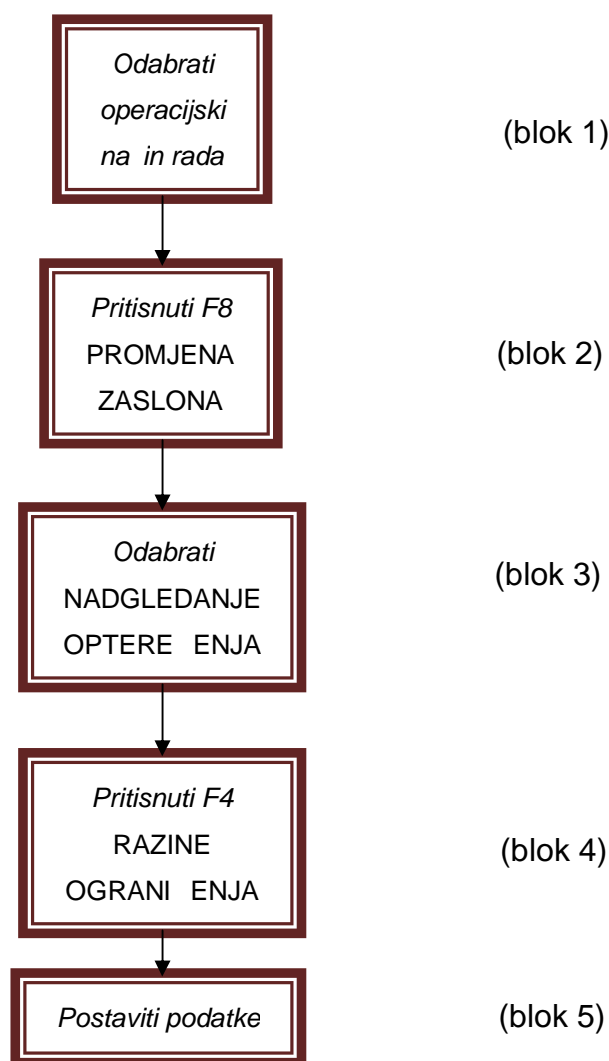 Odabrati
operacijski
na in rada
(blok 1)
Pritisnuti F8
PROMJENA
ZASLONA
(blok 2)
Odabrati
NADGLEDANJE
OPTERE ENJA
(blok 3)
Pritisnuti F4
RAZINE
OGRANI ENJA
(blok 4)
Postaviti podatke
(blok 5)